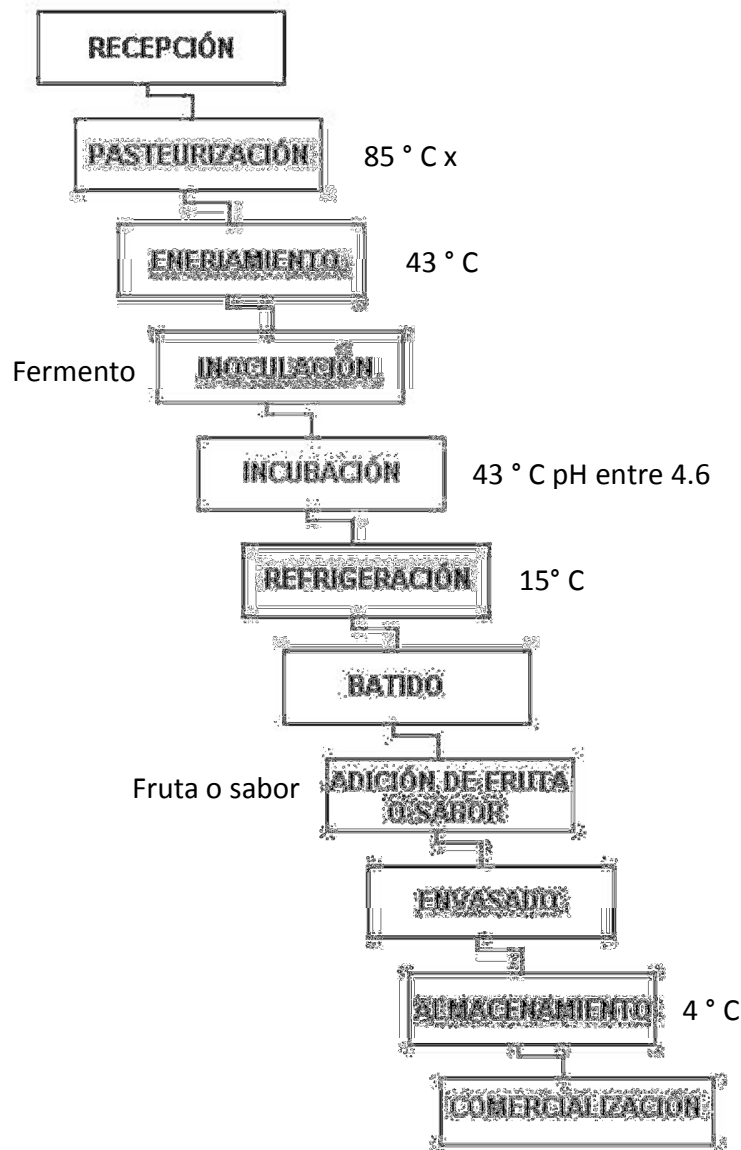 RECEPCIÓN
PASTEURIZACIÓN
85 ° C x
ENFRIAMIENTO
43 ° C
Fermento
INOCULACIÓN
INCUBACIÓN
43 ° C pH entre 4.6
REFRIGERACIÓN
15° C
BATIDO
Fruta o sabor
ADICIÓN DE FRUTA
O SABOR
ENVASADO
ALMACENAMIENTO
4 ° C
COMERCIALIZACIÓN